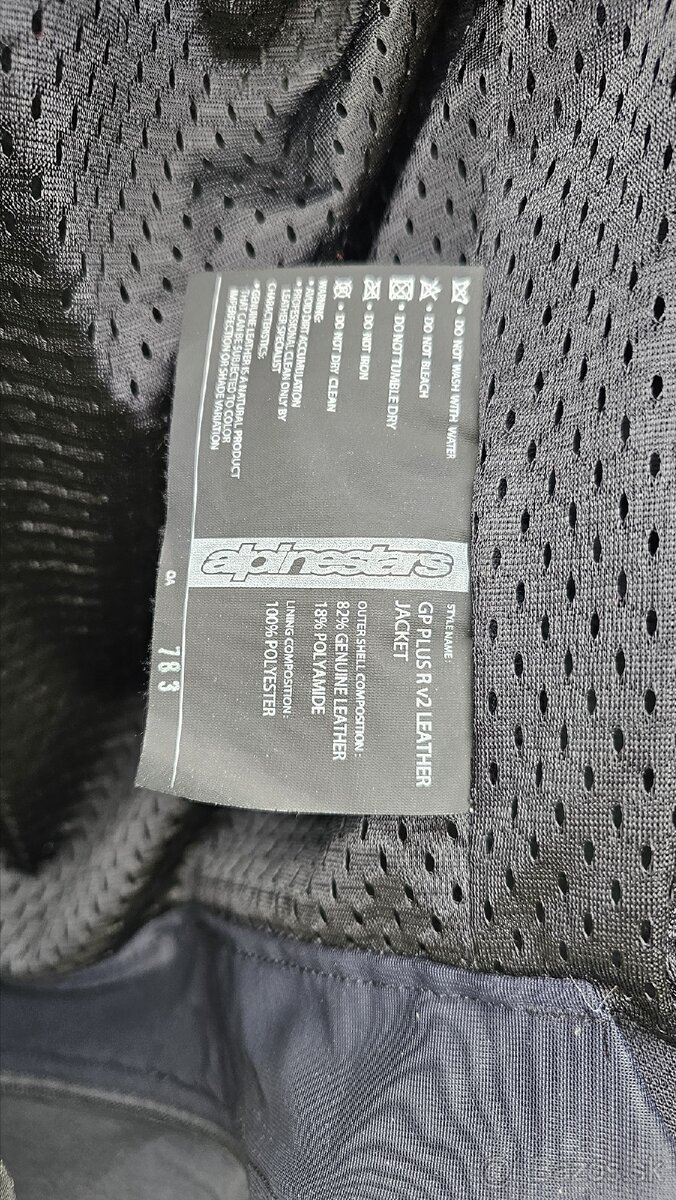 • DO NOT WASH WITH WATER
• DO NOT BLEACH
• DO NOT TUMBLE DRY
• DO NOT IRON
• DO NOT DRY CLEAN
WARNING:
• AVOID DIRT ACCUMULATION
• PROFESSIONAL CLEAN ONLY BY
LEATHER SPECIALIST
CHARACTERISTICS:
• GENUINE LEATHER IS A NATURAL PRODUCT
THAT CAN BE SUBJECTED TO COLOR
IMPERFECTION OR SHADE VARIATION
alpinestars
STYLE NAME:
GP PLUS R v2 LEATHER
JACKET
OUTER SHELL COMPOSITION :
82% GENUINE LEATHER
18% POLYAMIDE
LINING COMPOSITION :
100% POLYESTER
QA 783